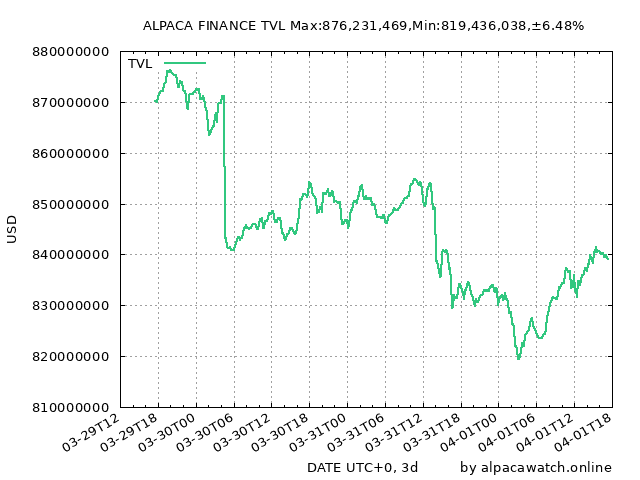 ALPACA FINANCE TVL Max:876,231,469,Min:819,436,038,±6.48%
TVL
880000000
870000000
860000000
850000000
840000000
830000000
820000000
810000000
USD
03-29T12
03-29T18
03-30T00
03-30T06
03-30T12
03-30T18
03-31T00
03-31T06
03-31T12
03-31T18
04-01T00
04-01T06
04-01T12
04-01T18
DATE UTC+0, 3d
by alpacawatch.online